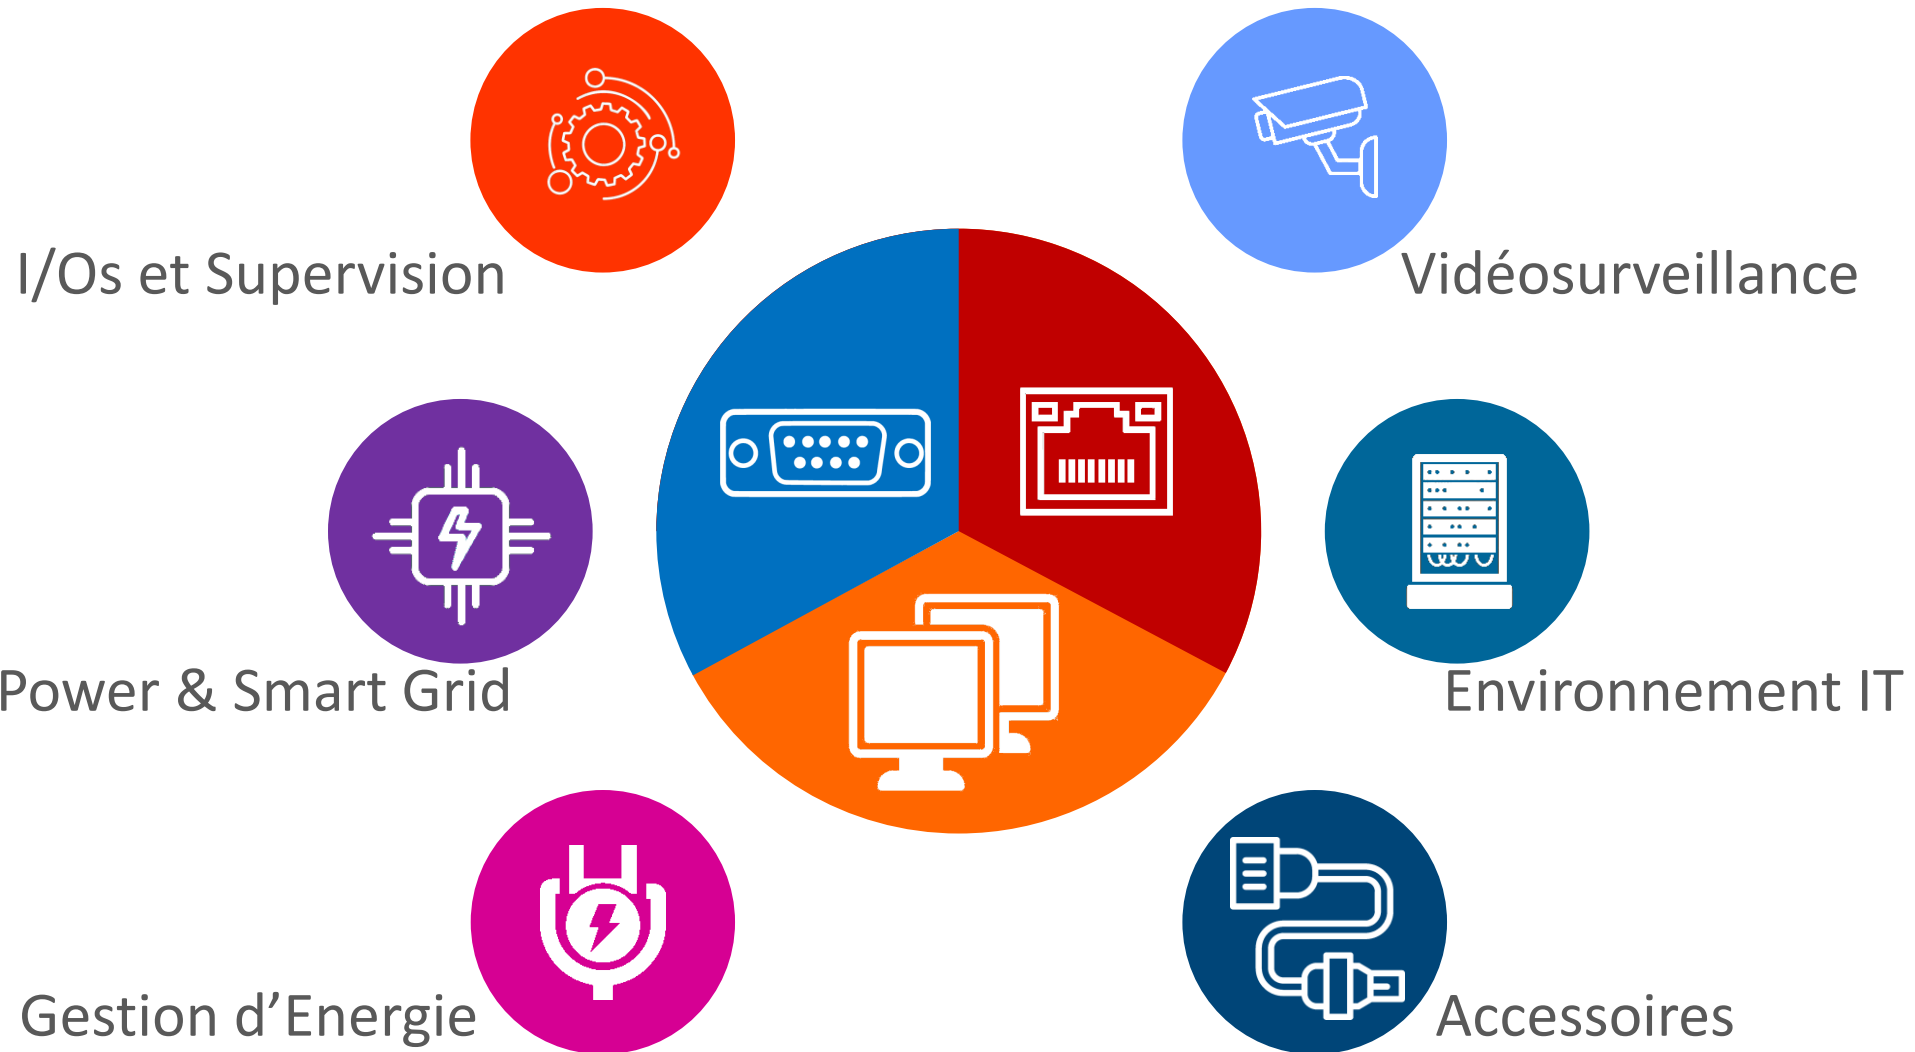 I/Os et Supervision
Vidéosurveillance
Power & Smart Grid
Environnement IT
Gestion d’Energie
Accessoires